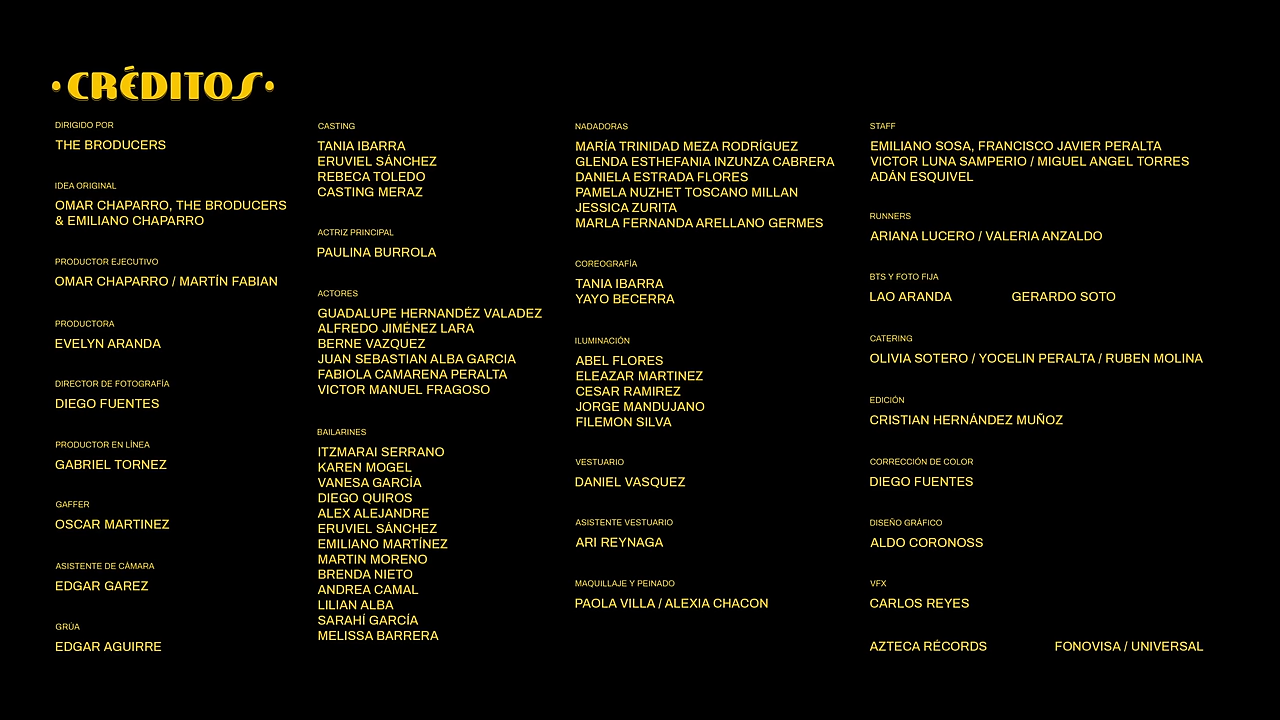 ·CRÉDITOS·
DIRIGIDO POR
THE BRODUCERS
IDEA ORIGINAL
OMAR CHAPARRO, THE BRODUCERS
& EMILIANO CHAPARRO
PRODUCTOR EJECUTIVO
OMAR CHAPARRO / MARTÍN FABIAN
PRODUCTORA
EVELYN ARANDA
DIRECTOR DE FOTOGRAFÍA
DIEGO FUENTES
PRODUCTOR EN LÍNEA
GABRIEL TORNEZ
GAFFER
OSCAR MARTINEZ
ASISTENTE DE CÁMARA
EDGAR GAREZ
GRÚA
EDGAR AGUIRRE
CASTING
TANIA IBARRA
ERUVIEL SÁNCHEZ
REBECA TOLEDO
CASTING MERAZ
ACTRIZ PRINCIPAL
PAULINA BURROLA
ACTORES
GUADALUPE HERNANDÉZ VALADEZ
ALFREDO JIMÉNEZ LARA
BERNE VAZQUEZ
JUAN SEBASTIAN ALBA GARCIA
FABIOLA CAMARENA PERALTA
VICTOR MANUEL FRAGOSO
BAILARINES
ITZMARAI SERRANO
KAREN MOGEL
VANESA GARCÍA
DIEGO QUIROS
ALEX ALEJANDRE
ERUVIEL SÁNCHEZ
EMILIANO MARTÍNEZ
MARTIN MORENO
BRENDA NIETO
ANDREA CAMAL
LILIAN ALBA
SARAHÍ GARCÍA
MELISSA BARRERA
NADADORAS
MARÍA TRINIDAD MEZA RODRÍGUEZ
GLENDA ESTHEFANIA INZUNZA CABRERA
DANIELA ESTRADA FLORES
PAMELA NUZHET TOSCANO MILLAN
JESSICA ZURITA
MARLA FERNANDA ARELLANO GERMES
COREOGRAFÍA
TANIA IBARRA
YAYO BECERRA
ILUMINACIÓN
ABEL FLORES
ELEAZAR MARTINEZ
CESAR RAMIREZ
JORGE MANDUJANO
FILEMON SILVA
VESTUARIO
DANIEL VASQUEZ
ASISTENTE VESTUARIO
ARI REYNAGA
MAQUILLAJE Y PEINADO
PAOLA VILLA / ALEXIA CHACON
STAFF
EMILIANO SOSA, FRANCISCO JAVIER PERALTA
VICTOR LUNA SAMPERIO / MIGUEL ANGEL TORRES
ADÁN ESQUIVEL
RUNNERS
ARIANA LUCERO / VALERIA ANZALDO
BTS Y FOTO FIJA
LAO ARANDA GERARDO SOTO
CATERING
OLIVIA SOTERO / YOCELIN PERALTA / RUBEN MOLINA
EDICIÓN
CRISTIAN HERNÁNDEZ MUÑOZ
CORRECCIÓN DE COLOR
DIEGO FUENTES
DISEÑO GRÁFICO
ALDO CORONOSS
VFX
CARLOS REYES
AZTECA RÉCORDS FONOVISA / UNIVERSAL